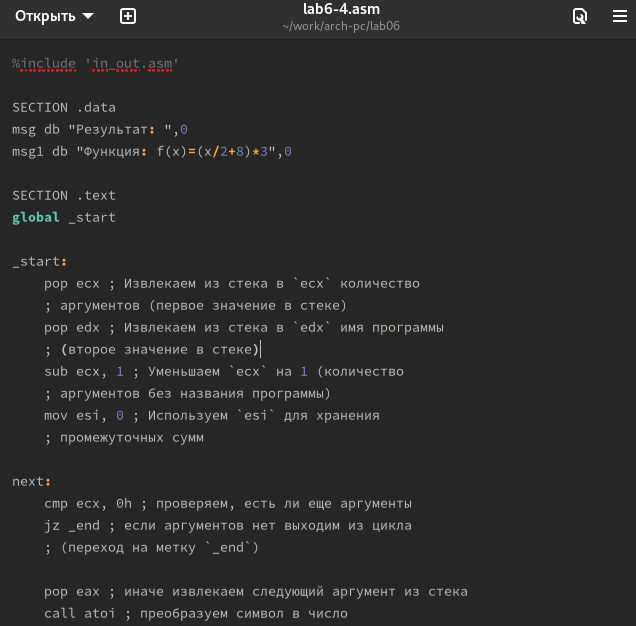 Открыть
lab6-4.asm
~/work/arch-pc/lab06
%include 'in_out.asm'
SECTION .data
msg db "Результат: ",0
msg1 db "Функция: f(x)=(x/2+8)*3",0
SECTION .text
global _start
_start:
pop ecx ; Извлекаем из стека в `ecx` количество
; аргументов (первое значение в стеке)
pop edx ; Извлекаем из стека в `edx` имя программы
; (второе значение в стеке)
sub ecx, 1 ; Уменьшаем `ecx` на 1 (количество
; аргументов без названия программы)
mov esi, 0 ; Используем `esi` для хранения
; промежуточных сумм
next:
cmp ecx, 0h ; проверяем, есть ли еще аргументы
jz _end ; если аргументов нет выходим из цикла
; (переход на метку `_end`)
pop eax ; иначе извлекаем следующий аргумент из стека
call atoi ; преобразуем символ в число